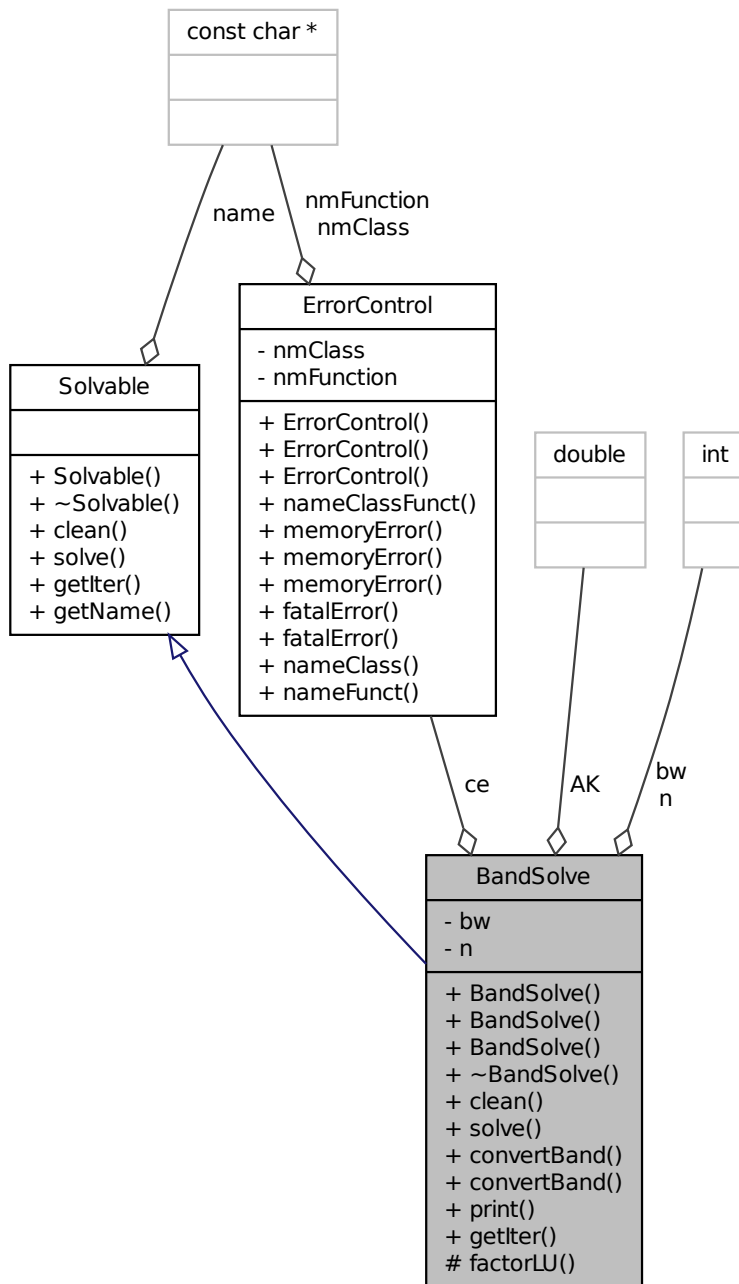 const char *
name
nmFunction
nmClass
ErrorControl
- nmClass
- nmFunction
+ ErrorControl()
+ ErrorControl()
+ ErrorControl()
+ nameClassFunct()
+ memoryError()
+ memoryError()
+ memoryError()
+ fatalError()
+ fatalError()
+ nameClass()
+ nameFunct()
Solvable
+ Solvable()
+ ~Solvable()
+ clean()
+ solve()
+ getIter()
+ getName()
double
int
ce
AK
bw
n
BandSolve
- bw
- n
+ BandSolve()
+ BandSolve()
+ BandSolve()
+ ~BandSolve()
+ clean()
+ solve()
+ convertBand()
+ convertBand()
+ print()
+ getIter()
# factorLU()